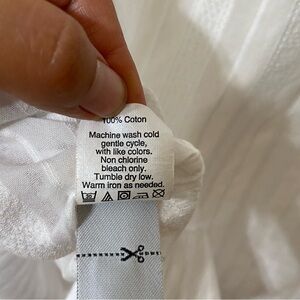 100% Coton
Machine wash cold
gentle cycle,
with like colors.
Non chlorine
bleach only.
Tumble dry low.
Warm iron as needed.